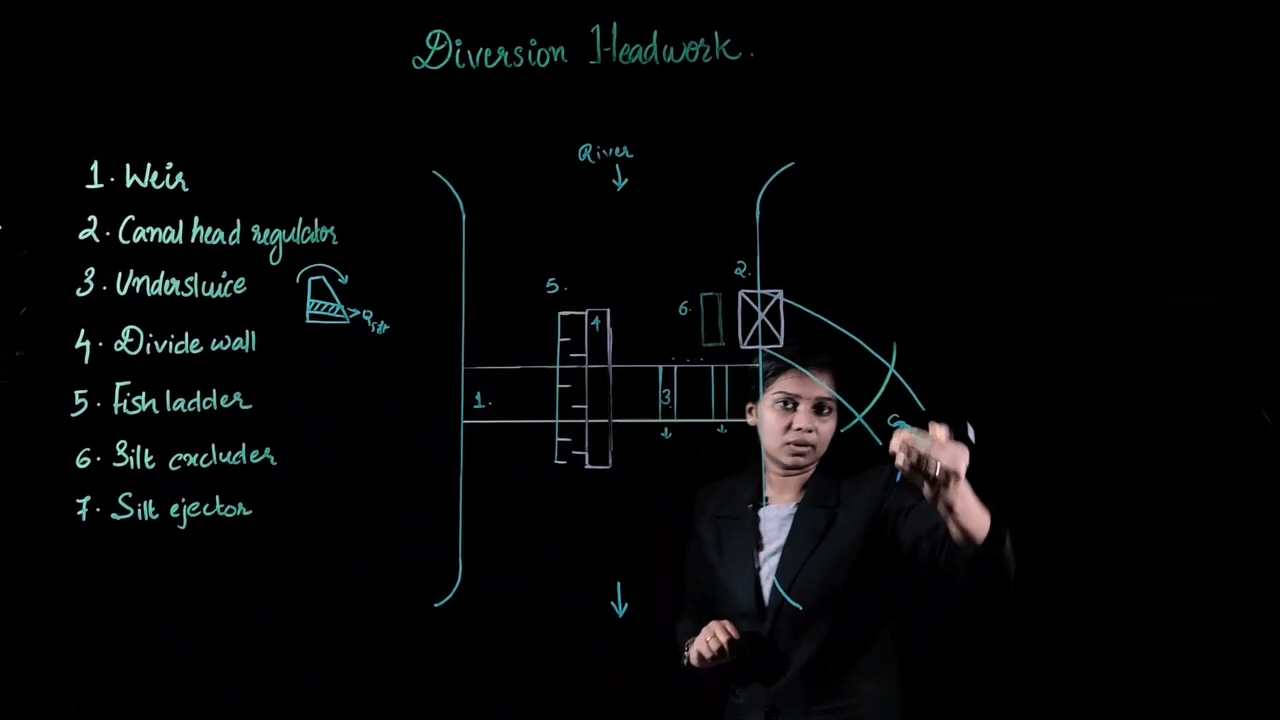 Diversion Headwork.
River
1. Weir
2. Canal head regulator
3. Undersluice
Qsilt
4. Divide wall
5. Fish ladder
6. Silt excluder
7. Silt ejector
2.
5.
6.
4
1.
3.